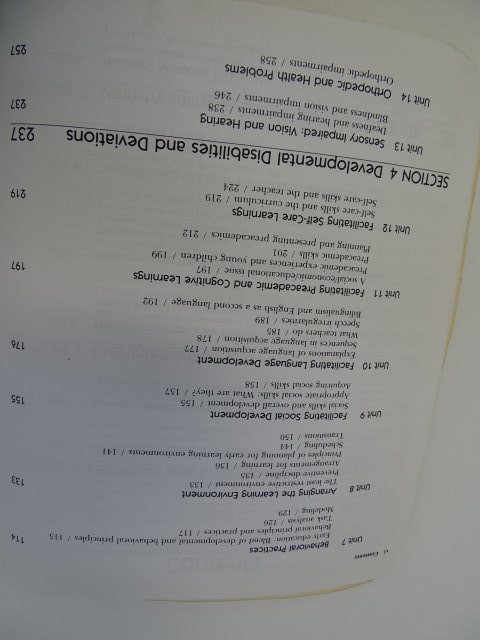 vi Contents
Unit 7 Behavioral Practices 114
Early education: Blend of developmental and behavioral principles / 115
Behavioral principles and practices / 117
Task analysis / 126
Modeling / 129
Unit 8 Arranging the Learning Environment 133
The least restrictive environment / 133
Preventive discipline / 135
Arrangements for learning / 136
Principles of planning for early learning environments / 141
Scheduling / 144
Transitions / 150
Unit 9 Facilitating Social Development 155
Social skills and overall development / 155
Appropriate social skills: What are they? / 157
Acquiring social skills / 158
Unit 10 Facilitating Language Development 176
Explanations of language acquisition / 177
Sequences in language acquisition / 178
What teachers do / 185
Speech irregularities / 189
Bilingualism and English as a second language / 192
Unit 11 Facilitating Preacademic and Cognitive Learnings 197
A social/economic/educational issue / 197
Preacademic experiences and young children / 199
Preacademic skills / 201
Planning and presenting preacademics / 212
Unit 12 Facilitating Self-Care Learnings 219
Self-care skills and the curriculum / 219
Self-care skills and the teacher / 224
SECTION 4 Developmental Disabilities and Deviations 237
Unit 13 Sensory Impaired: Vision and Hearing 237
Deafness and hearing impairments / 238
Blindness and vision impairments / 246
Unit 14 Orthopedic and Health Problems 257
Orthopedic impairments / 258